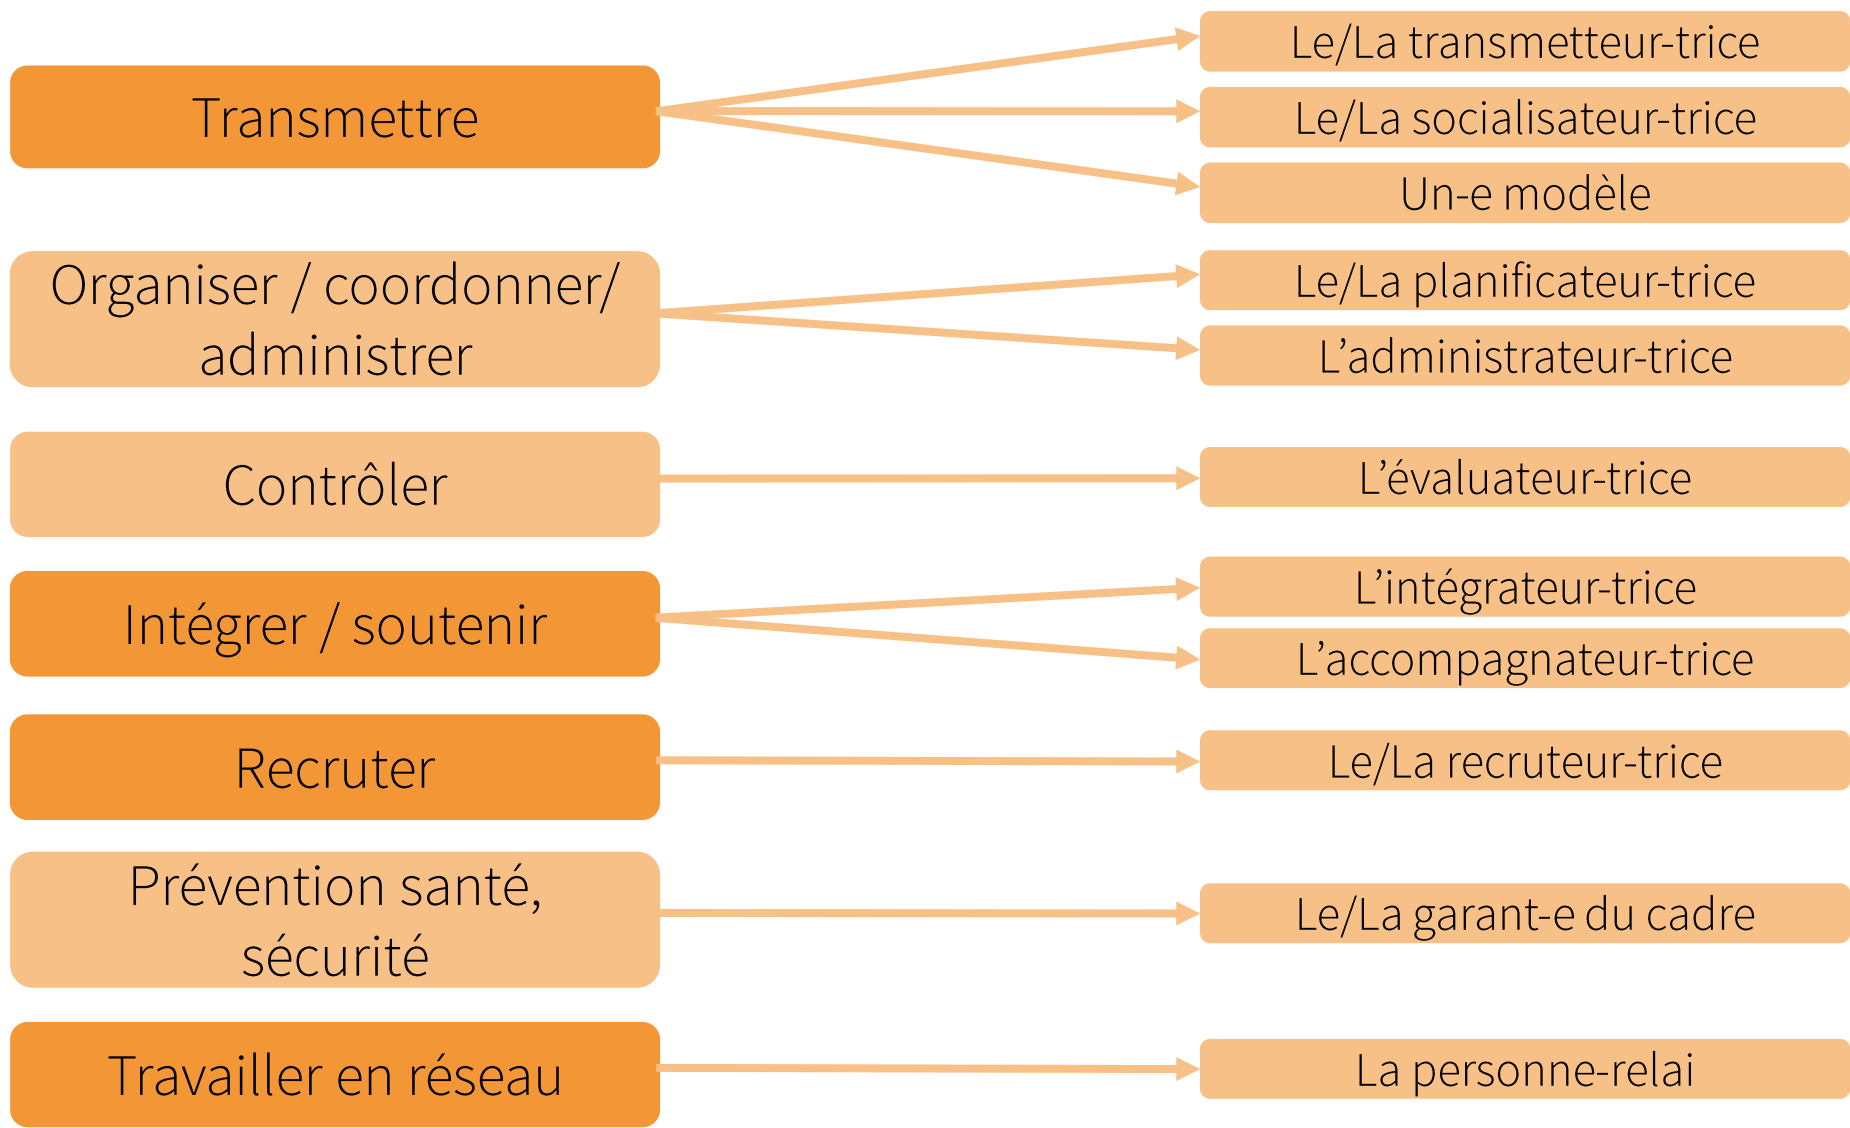 Transmettre
Le/La transmetteur-trice
Le/La socialisateur-trice
Un-e modèle
Organiser / coordonner/
administrer
Le/La planificateur-trice
L’administrateur-trice
Contrôler
L’évaluateur-trice
Intégrer / soutenir
L’intégrateur-trice
L’accompagnateur-trice
Recruter
Le/La recruteur-trice
Prévention santé,
sécurité
Le/La garant-e du cadre
Travailler en réseau
La personne-relai